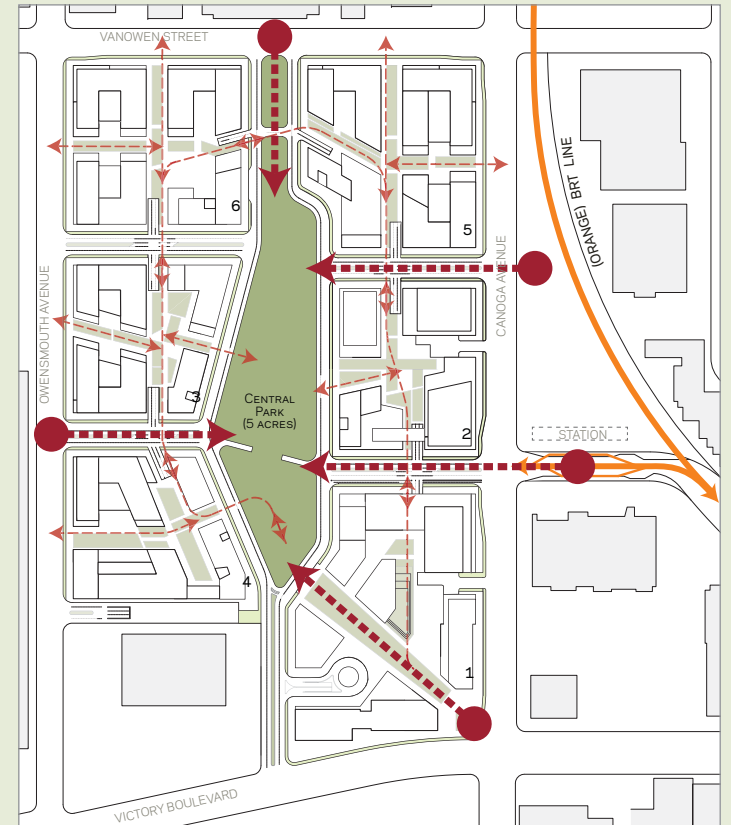 VANOWEN STREET
6
5
(ORANGE) BRT LINE
CANOGA AVENUE
OWENSMOUTH AVENUE
3
CENTRAL
PARK
(5 ACRES)
2
STATION
4
1
VICTORY BOULEVARD